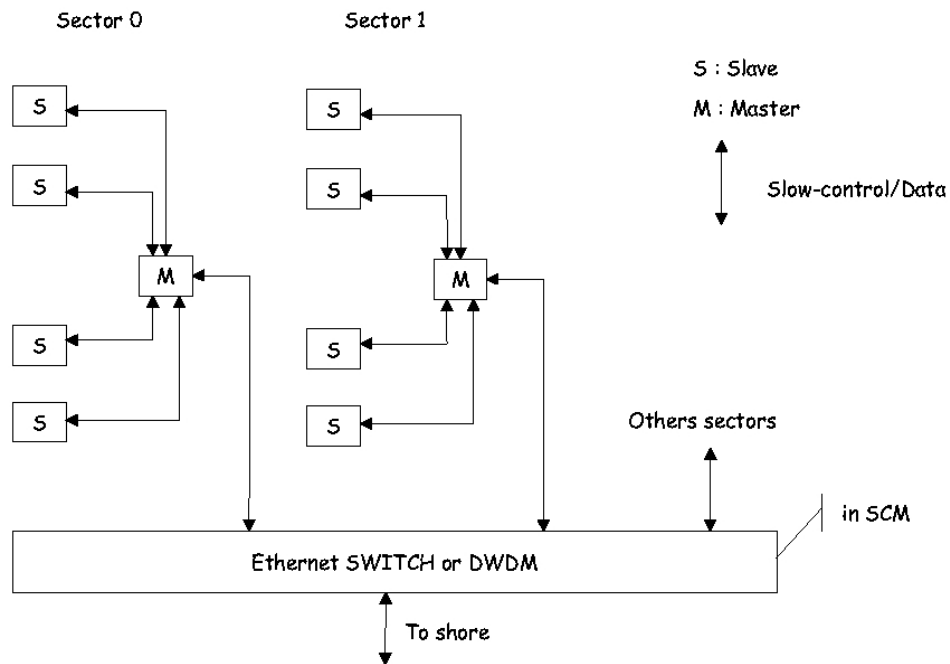 Sector 0
Sector 1
S : Slave
M : Master
Slow-control/Data
S
S
S
S
M
S
S
M
S
S
S
S
Others sectors
in SCM
Ethernet SWITCH or DWDM
To shore